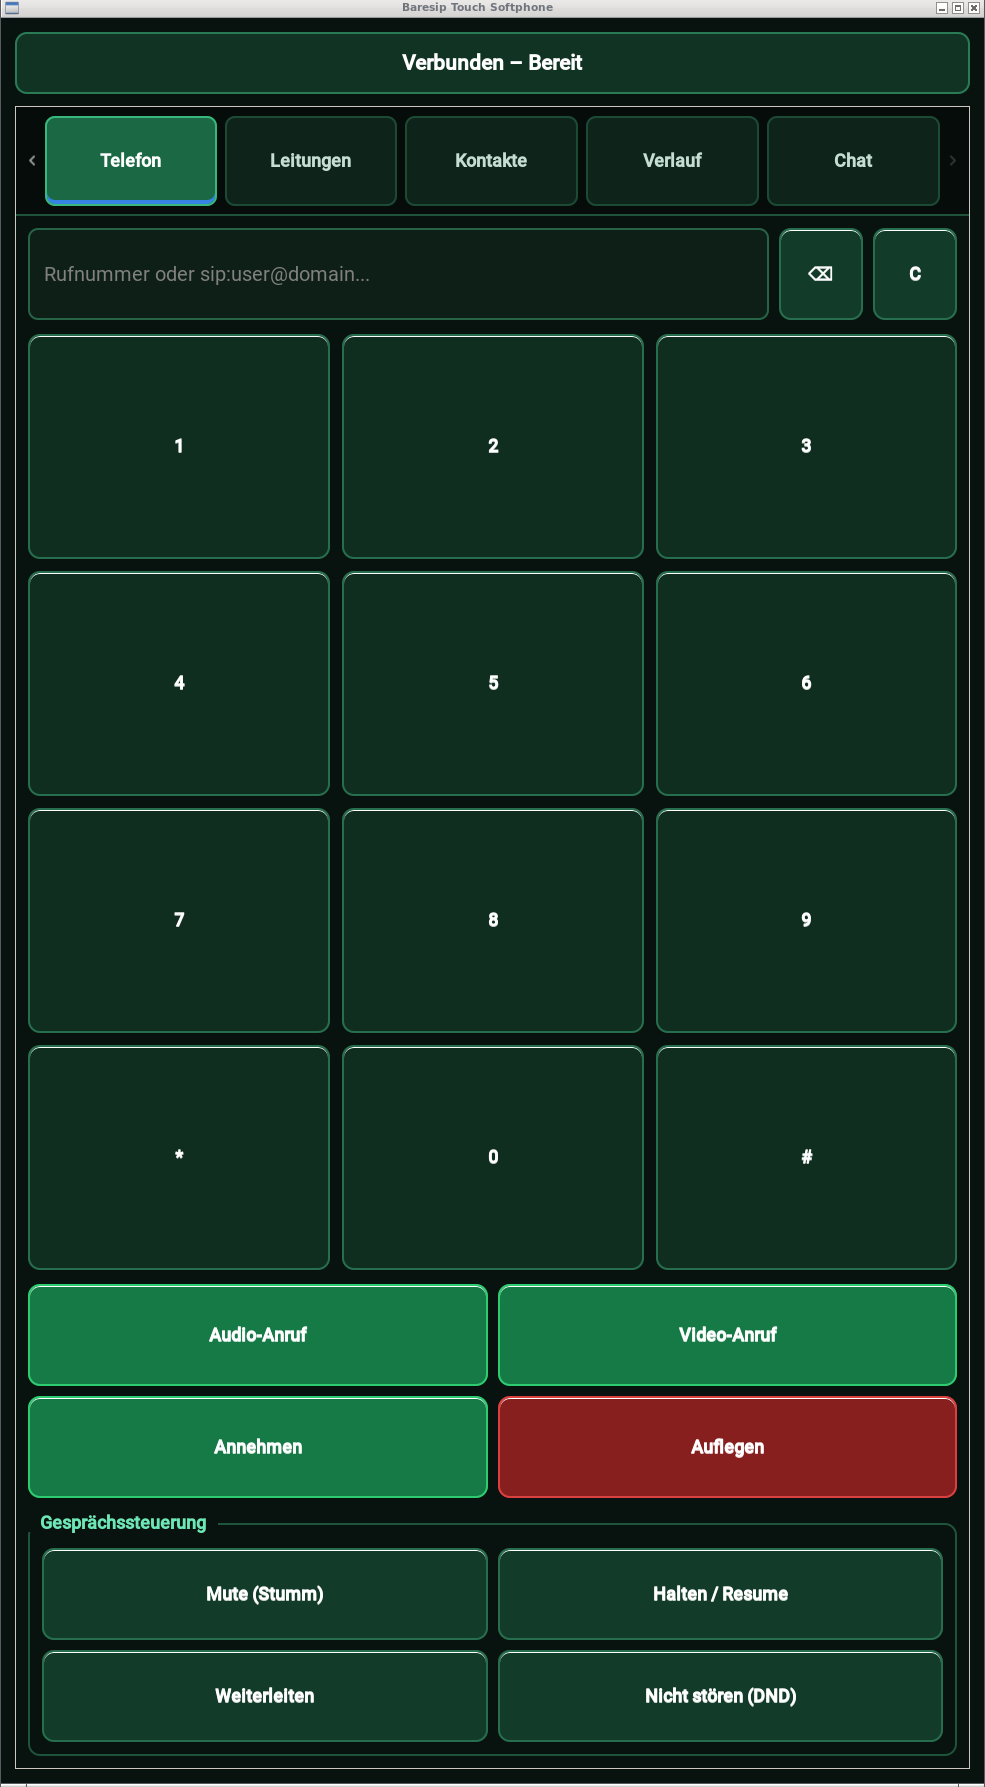 Baresip Touch Softphone
Verbunden – Bereit
‹ Telefon Leitungen Kontakte Verlauf Chat ›
Rufnummer oder sip:user@domain... ⌫ C
1 2 3
4 5 6
7 8 9
* 0 #
Audio-Anruf Video-Anruf
Annehmen Auflegen
Gesprächssteuerung
Mute (Stumm) Halten / Resume
Weiterleiten Nicht stören (DND)